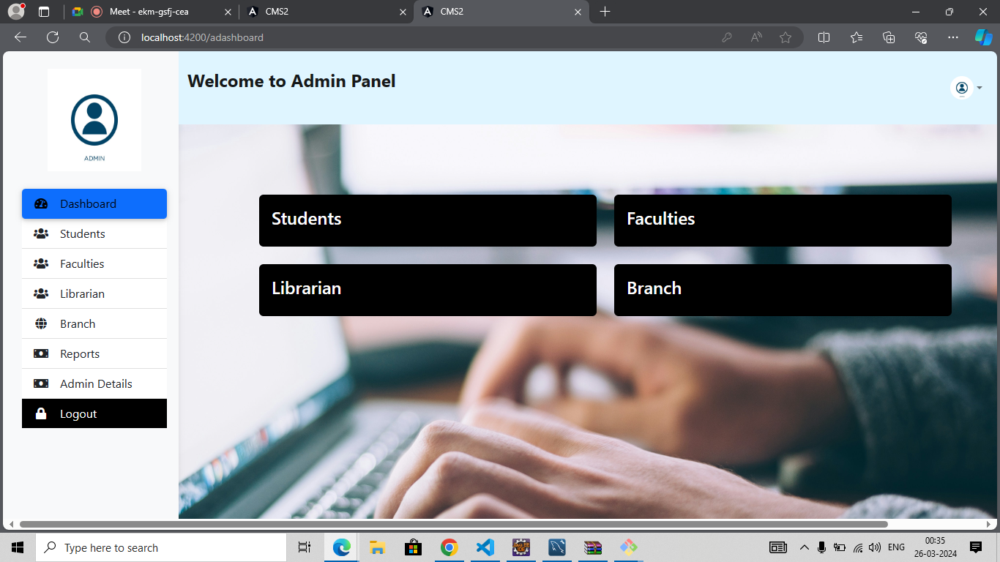 Meet - ekm-gsfj-cea
CMS2
CMS2
localhost:4200/adashboard
ADMIN
Dashboard
Students
Faculties
Librarian
Branch
Reports
Admin Details
Logout
Welcome to Admin Panel
Students
Faculties
Librarian
Branch
Type here to search
ENG
00:35
26-03-2024